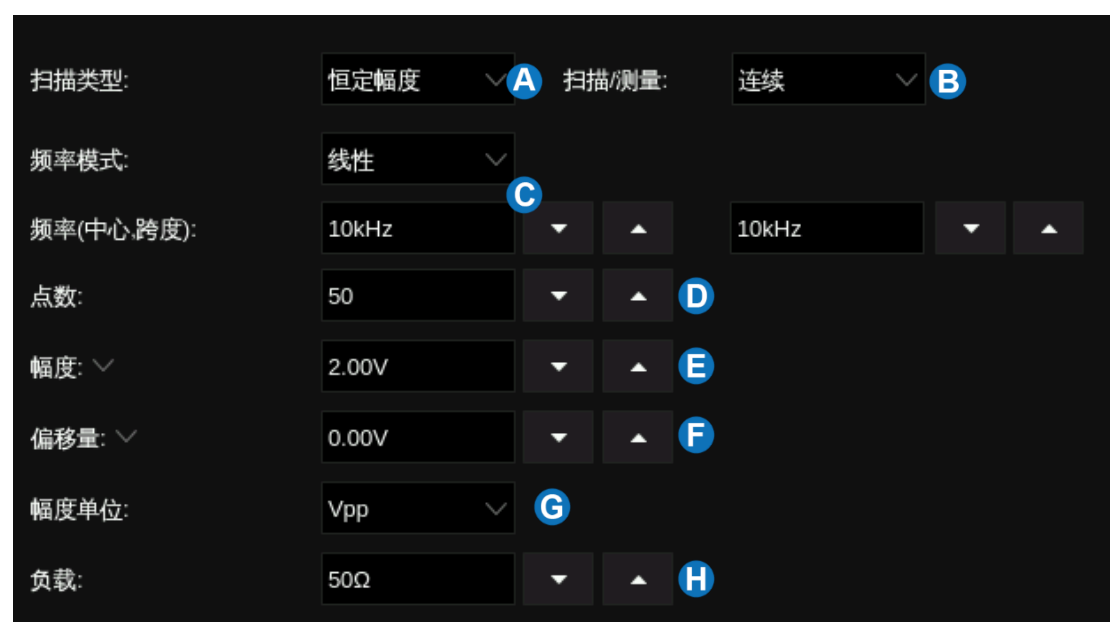 扫描类型: 恒定幅度 A 扫描/测量: 连续 B
频率模式: 线性
C
频率(中心,跨度): 10kHz 10kHz
点数: 50 D
幅度: 2.00V E
偏移量: 0.00V F
幅度单位: Vpp G
负载: 50Ω H